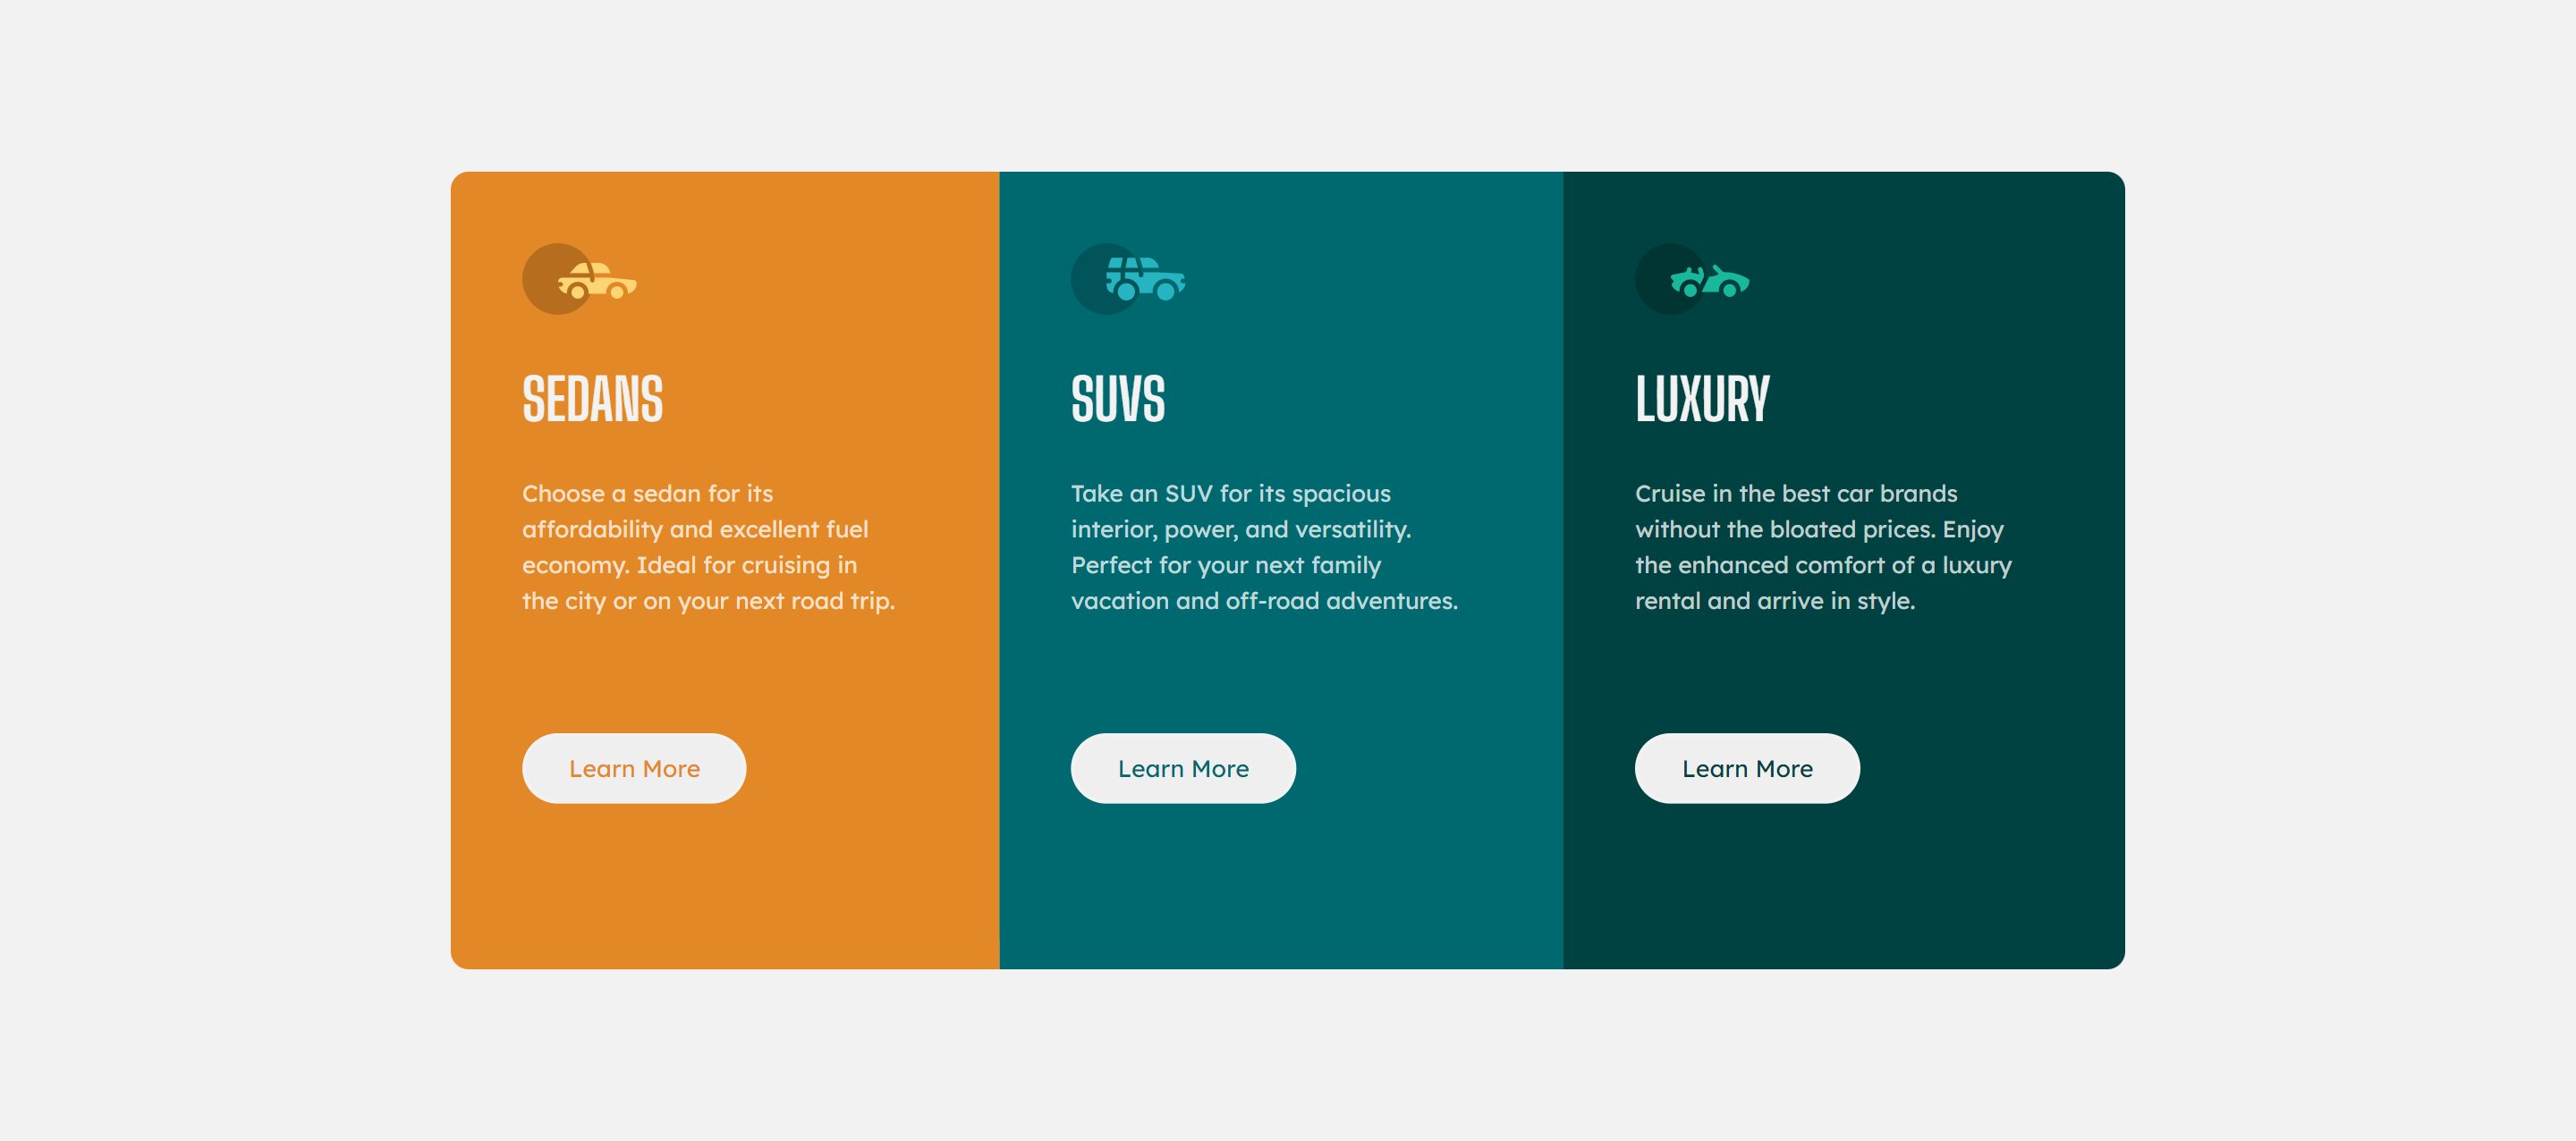 SEDANS
Choose a sedan for its
affordability and excellent fuel
economy. Ideal for cruising in
the city or on your next road trip.
Learn More
SUVS
Take an SUV for its spacious
interior, power, and versatility.
Perfect for your next family
vacation and off-road adventures.
Learn More
LUXURY
Cruise in the best car brands
without the bloated prices. Enjoy
the enhanced comfort of a luxury
rental and arrive in style.
Learn More